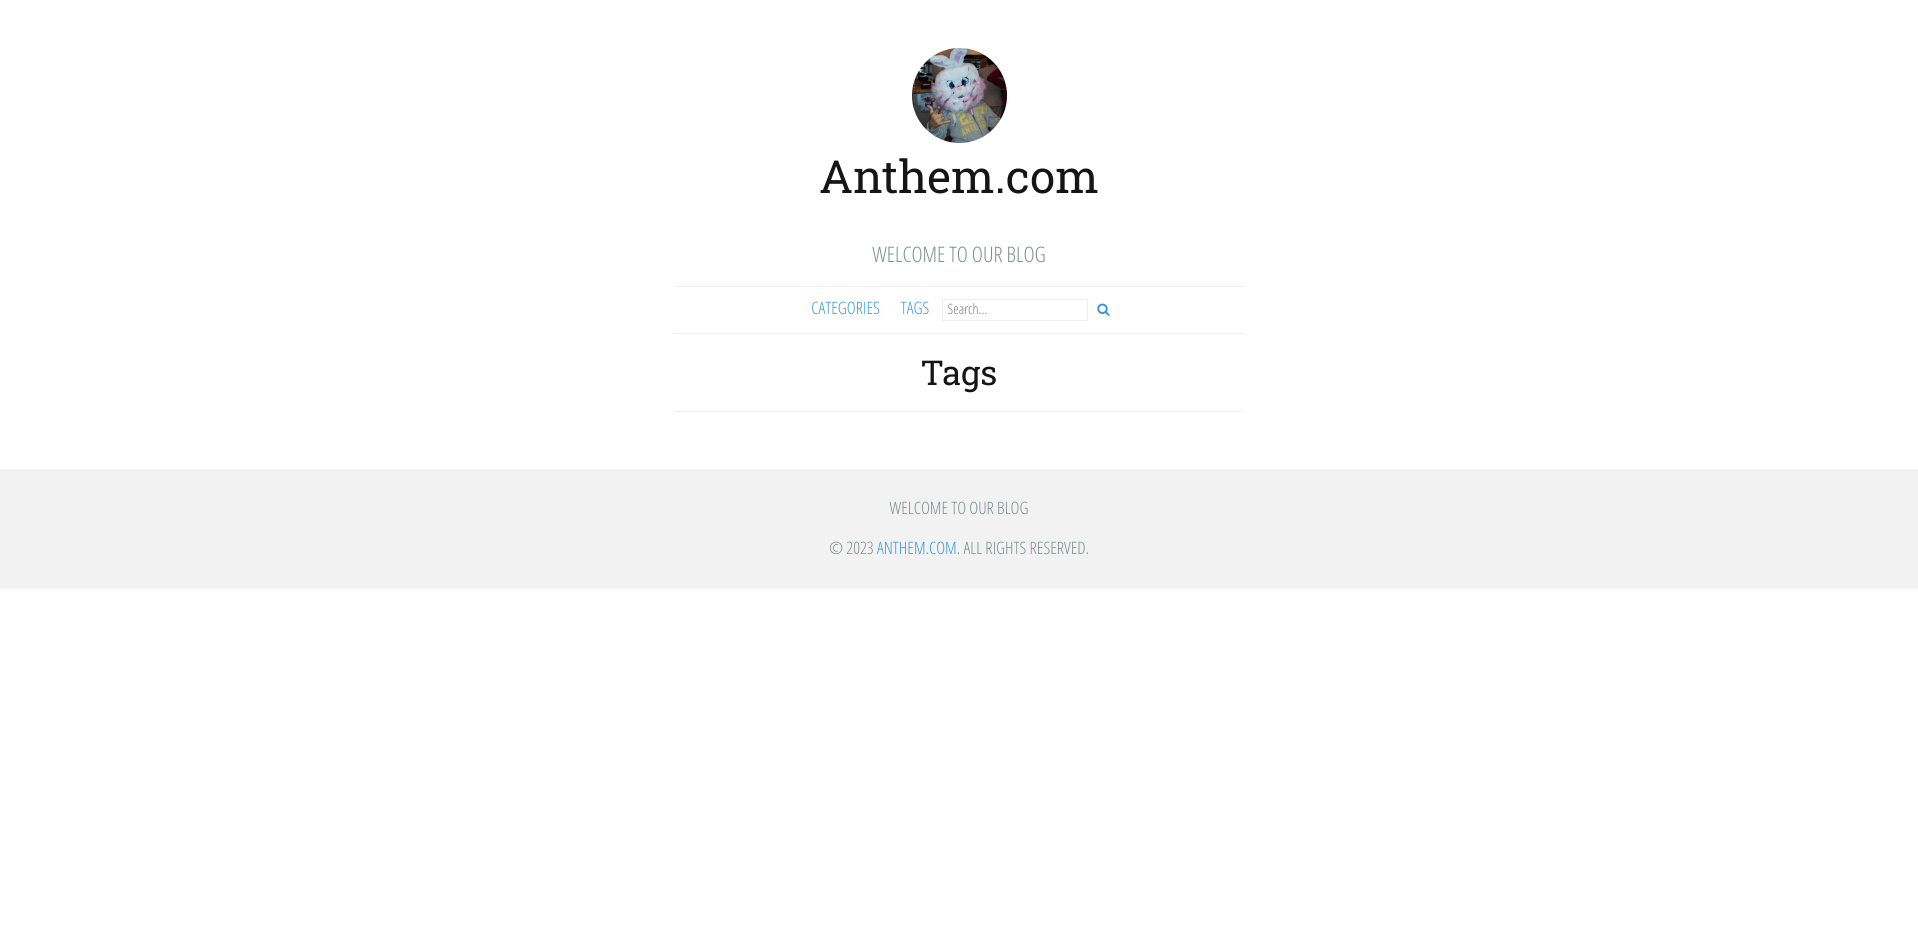 Anthem.com
WELCOME TO OUR BLOG
CATEGORIES TAGS Search...
Tags
WELCOME TO OUR BLOG
© 2023 ANTHEM.COM. ALL RIGHTS RESERVED.